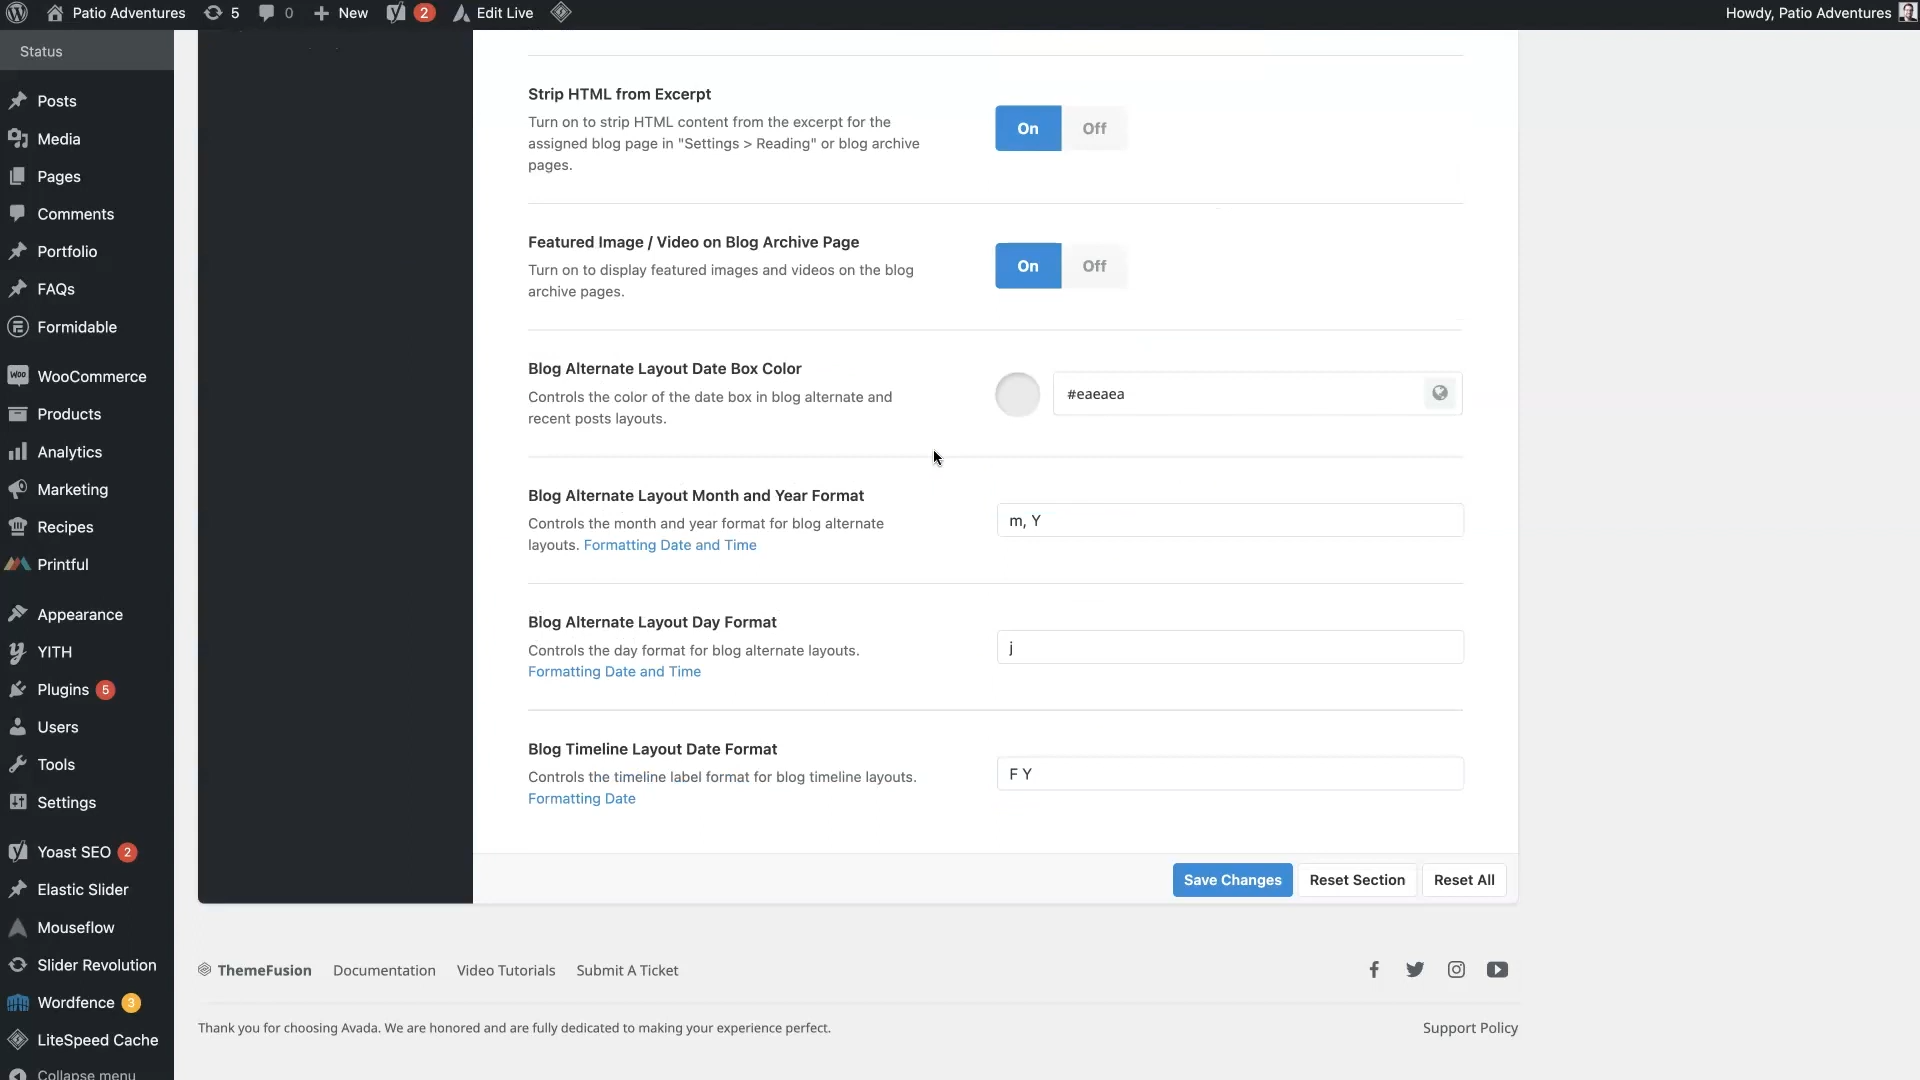 Patio Adventures
5
0
New
2
Edit Live
Howdy, Patio Adventures
Status
Posts
Media
Pages
Comments
Portfolio
FAQs
Formidable
WooCommerce
Products
Analytics
Marketing
Recipes
Printful
Appearance
YITH
Plugins 5
Users
Tools
Settings
Yoast SEO 2
Elastic Slider
Mouseflow
Slider Revolution
Wordfence 3
LiteSpeed Cache
Collapse menu
Strip HTML from Excerpt
Turn on to strip HTML content from the excerpt for the
assigned blog page in "Settings > Reading" or blog archive
pages.
On Off
Featured Image / Video on Blog Archive Page
Turn on to display featured images and videos on the blog
archive pages.
On Off
Blog Alternate Layout Date Box Color
Controls the color of the date box in blog alternate and
recent posts layouts.
#eaeaea
Blog Alternate Layout Month and Year Format
Controls the month and year format for blog alternate
layouts. Formatting Date and Time
m, Y
Blog Alternate Layout Day Format
Controls the day format for blog alternate layouts.
Formatting Date and Time
j
Blog Timeline Layout Date Format
Controls the timeline label format for blog timeline layouts.
Formatting Date
F Y
Save Changes
Reset Section
Reset All
ThemeFusion
Documentation
Video Tutorials
Submit A Ticket
Thank you for choosing Avada. We are honored and are fully dedicated to making your experience perfect.
Support Policy